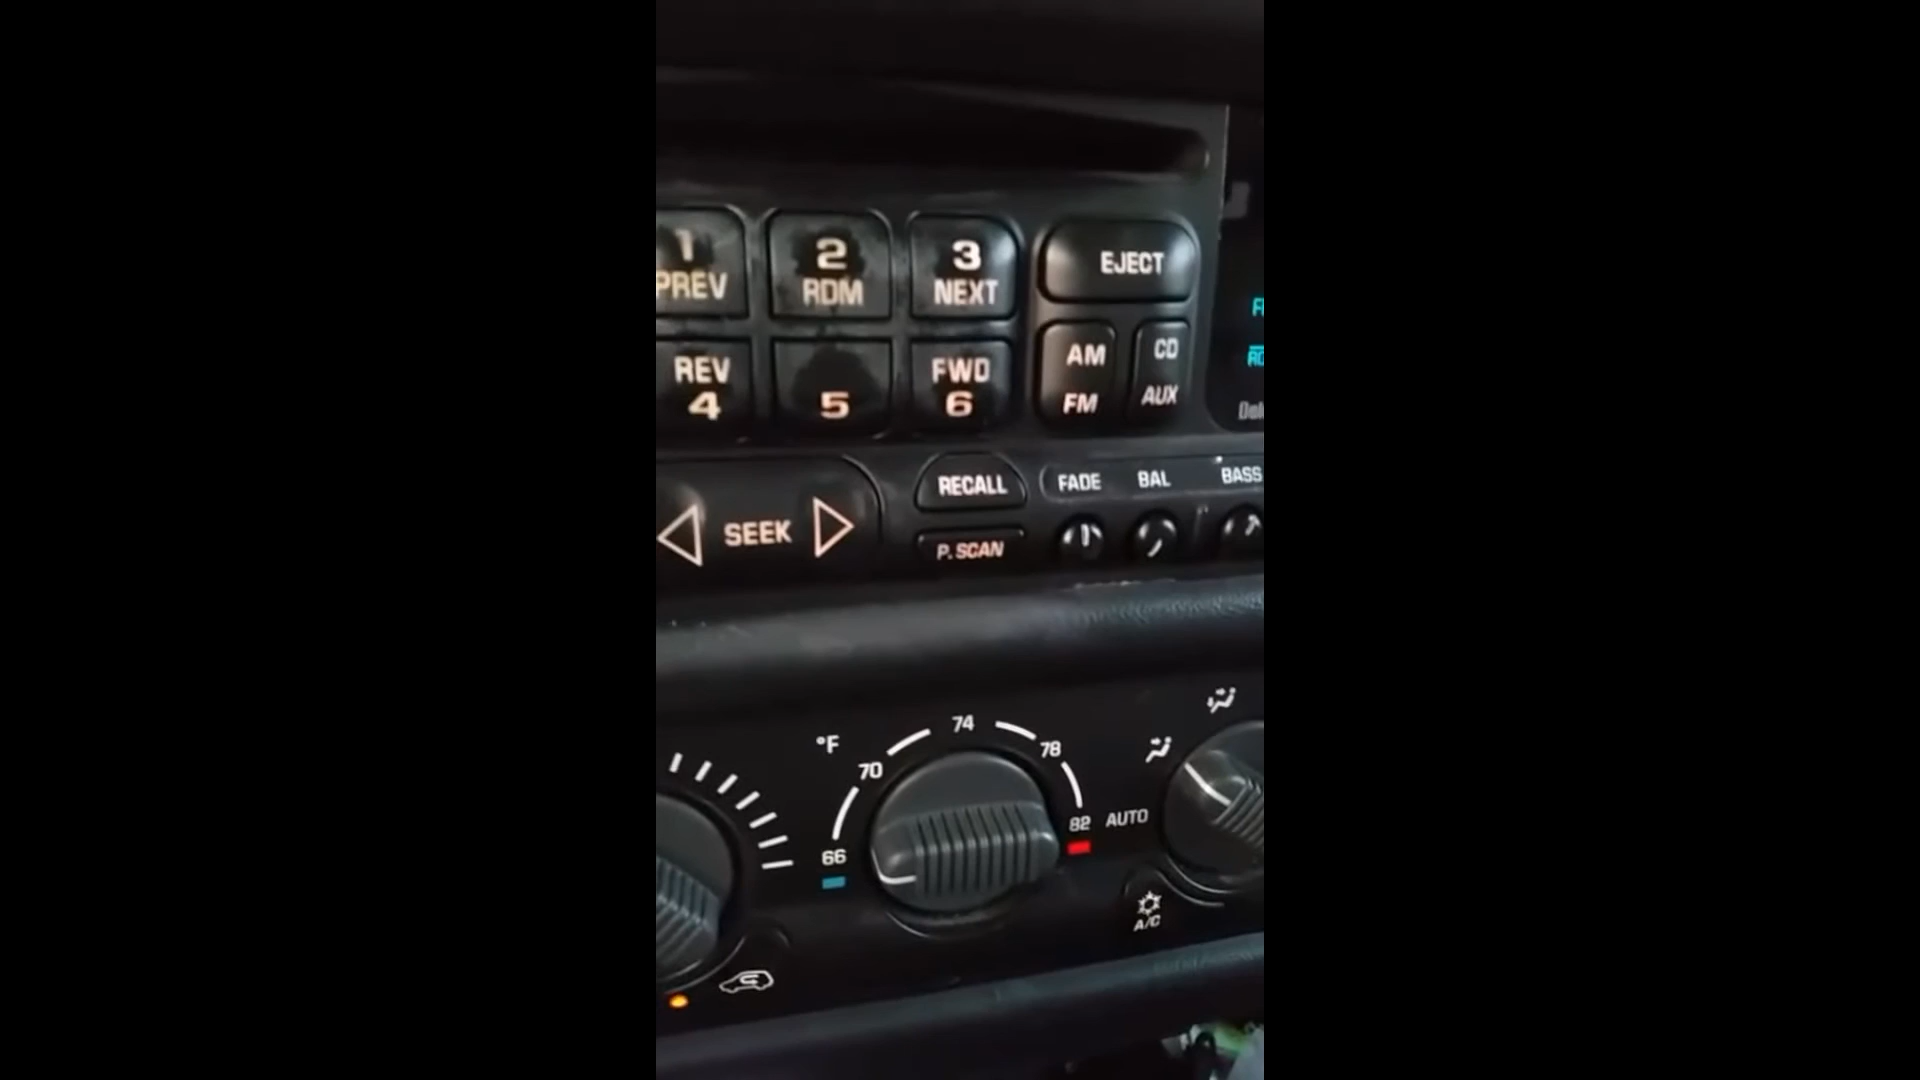 1 2 3 EJECT
PREV RDM NEXT
REV FWD AM CD
4 5 6 FM AUX
RECALL FADE BAL BASS
SEEK
P.SCAN
74
°F 78
70
82 AUTO
66
A/C